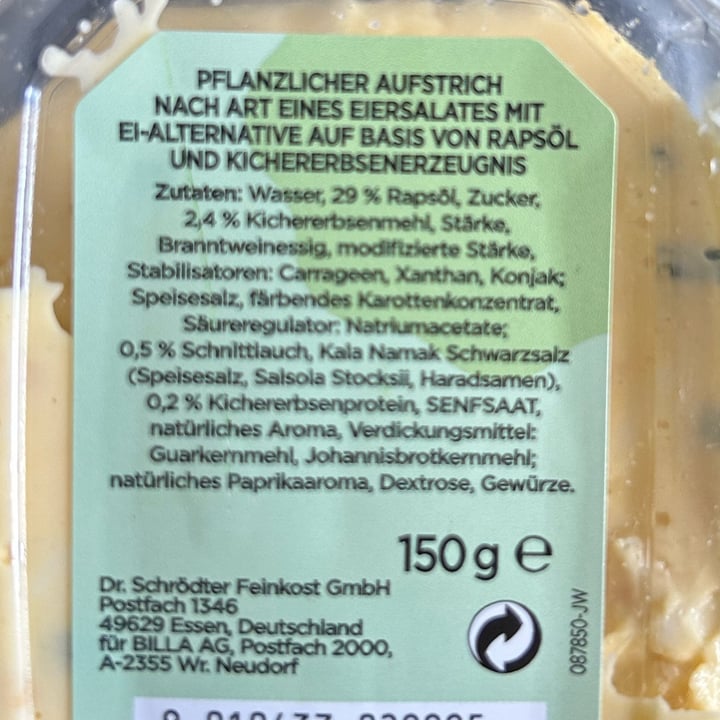 PFLANZLICHER AUFSTRICH
NACH ART EINES EIERSALATES MIT
EI-ALTERNATIVE AUF BASIS VON RAPSÖL
UND KICHERERBSENERZEUGNIS
Zutaten: Wasser, 29 % Rapsöl, Zucker,
2,4 % Kichererbsenmehl, Stärke,
Branntweinessig, modifizierte Stärke,
Stabilisatoren: Carrageen, Xanthan, Konjak;
Speisesalz, färbendes Karottenkonzentrat,
Säureregulator: Natriumacetate;
0,5 % Schnittlauch, Kala Namak Schwarzsalz
(Speisesalz, Salsola Stocksii, Haradsamen),
0,2 % Kichererbsenprotein, SENFSAAT,
natürliches Aroma, Verdickungsmittel:
Guarkernmehl, Johannisbrotkernmehl;
natürliches Paprikaaroma, Dextrose, Gewürze.
150 g e
Dr. Schrödter Feinkost GmbH
Postfach 1346
49629 Essen, Deutschland
für BILLA AG, Postfach 2000,
A-2355 Wr. Neudorf
087850-JW